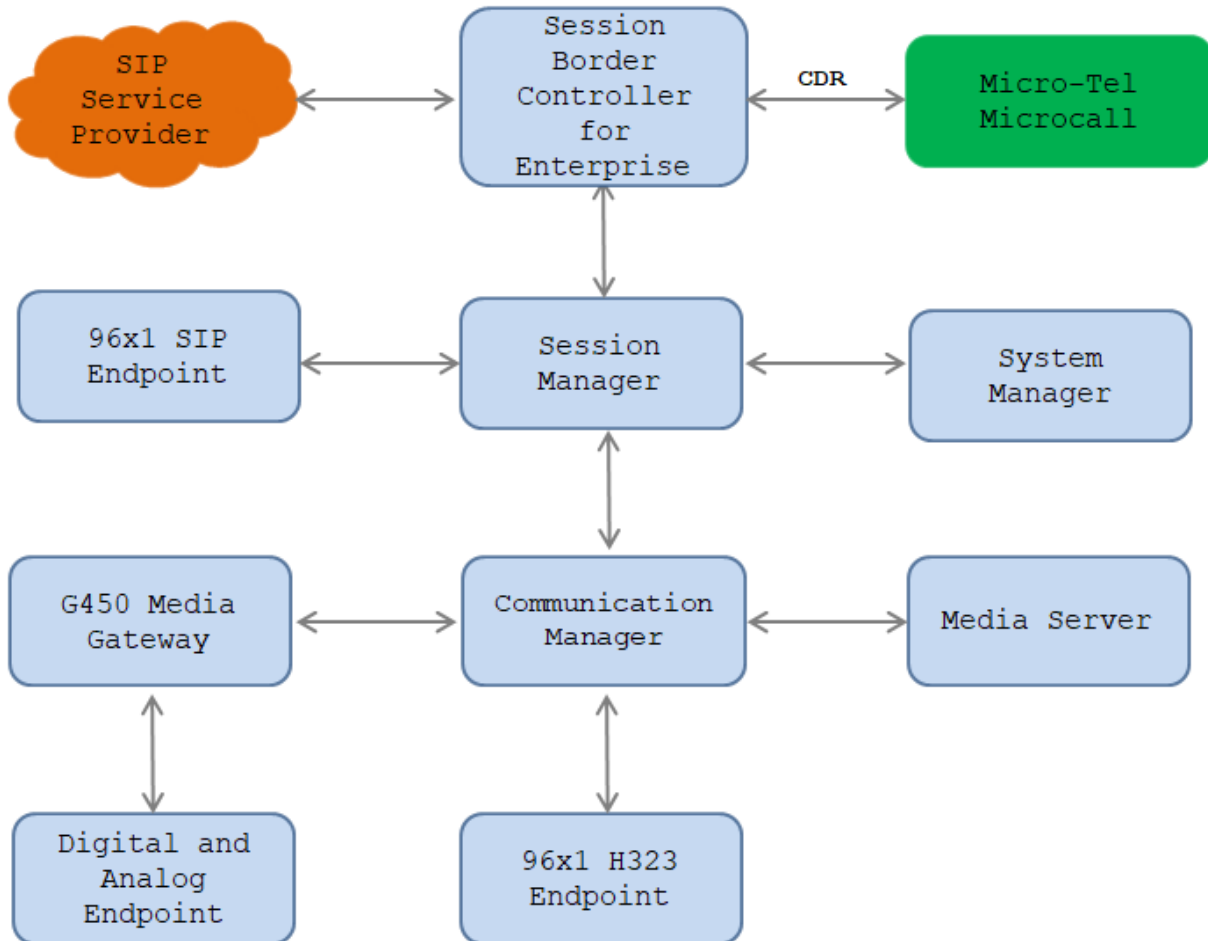 SIP
Service
Provider
Session
Border
Controller
for
Enterprise
CDR
Micro-Tel
Microcall
96x1 SIP
Endpoint
Session
Manager
System
Manager
G450 Media
Gateway
Communication
Manager
Media Server
Digital and
Analog
Endpoint
96x1 H323
Endpoint